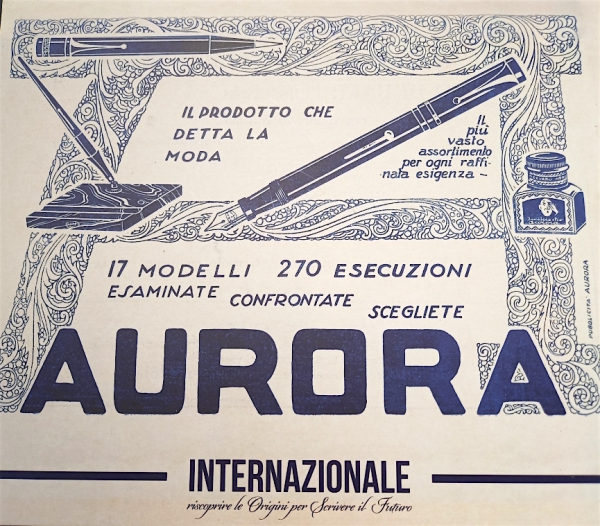 IL PRODOTTO CHE
DETTA LA
MODA
IL
più
vasto
assortimento
per ogni raffi-
nata esigenza –
17 MODELLI 270 ESECUZIONI
ESAMINATE CONFRONTATE SCEGLIETE
PUBBLICITÀ AURORA
AURORA
INTERNAZIONALE
riscoprire le Origini per Scrivere il Futuro